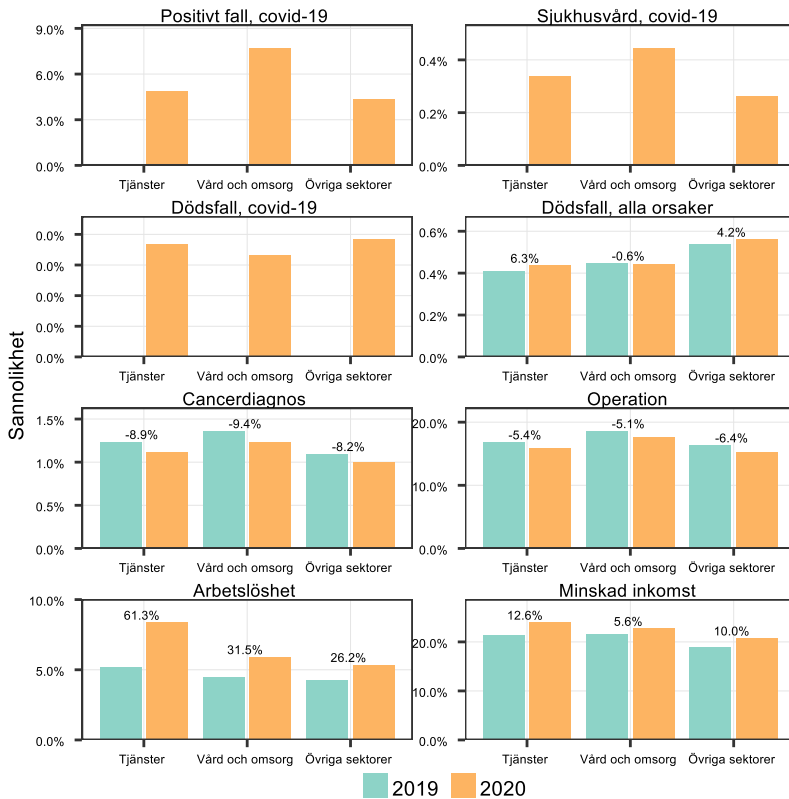 Positivt fall, covid-19
9.0%
6.0%
3.0%
0.0%
Tjänster Vård och omsorg Övriga sektorer
Sjukhusvård, covid-19
0.4%
0.2%
0.0%
Tjänster Vård och omsorg Övriga sektorer
Dödsfall, covid-19
0.0%
0.0%
0.0%
0.0%
0.0%
Tjänster Vård och omsorg Övriga sektorer
Dödsfall, alla orsaker
0.6%
0.4%
0.2%
0.0%
6.3% -0.6% 4.2%
Tjänster Vård och omsorg Övriga sektorer
Sannolikhet
Cancerdiagnos
1.5%
1.0%
0.5%
0.0%
-8.9% -9.4% -8.2%
Tjänster Vård och omsorg Övriga sektorer
Operation
20.0%
10.0%
0.0%
-5.4% -5.1% -6.4%
Tjänster Vård och omsorg Övriga sektorer
Arbetslöshet
10.0%
5.0%
0.0%
61.3% 31.5% 26.2%
Tjänster Vård och omsorg Övriga sektorer
Minskad inkomst
20.0%
10.0%
0.0%
12.6% 5.6% 10.0%
Tjänster Vård och omsorg Övriga sektorer
2019 2020